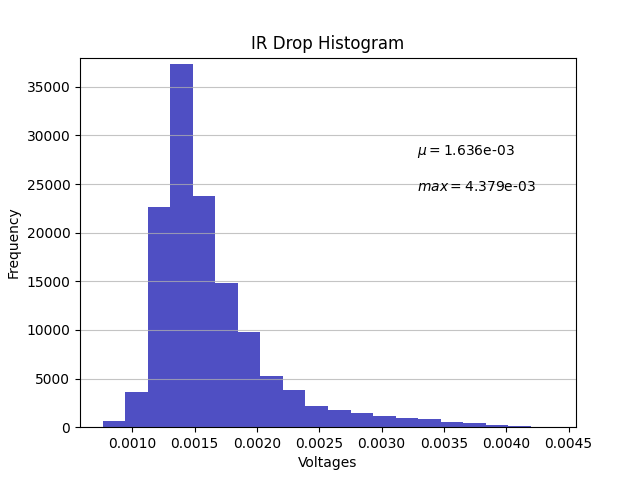 IR Drop Histogram
35000
30000
25000
20000
15000
10000
5000
0
Frequency
μ = 1.636e-03
max = 4.379e-03
0.0010 0.0015 0.0020 0.0025 0.0030 0.0035 0.0040 0.0045
Voltages